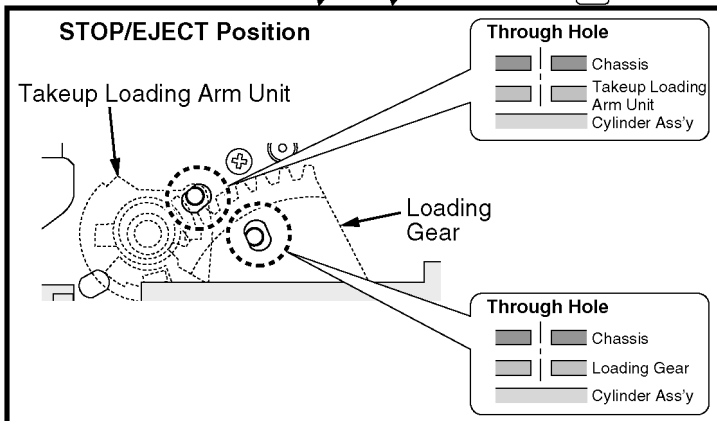 STOP/EJECT Position
Through Hole
Chassis
Takeup Loading
Arm Unit
Cylinder Ass'y
Takeup Loading Arm Unit
Loading
Gear
Through Hole
Chassis
Loading Gear
Cylinder Ass'y